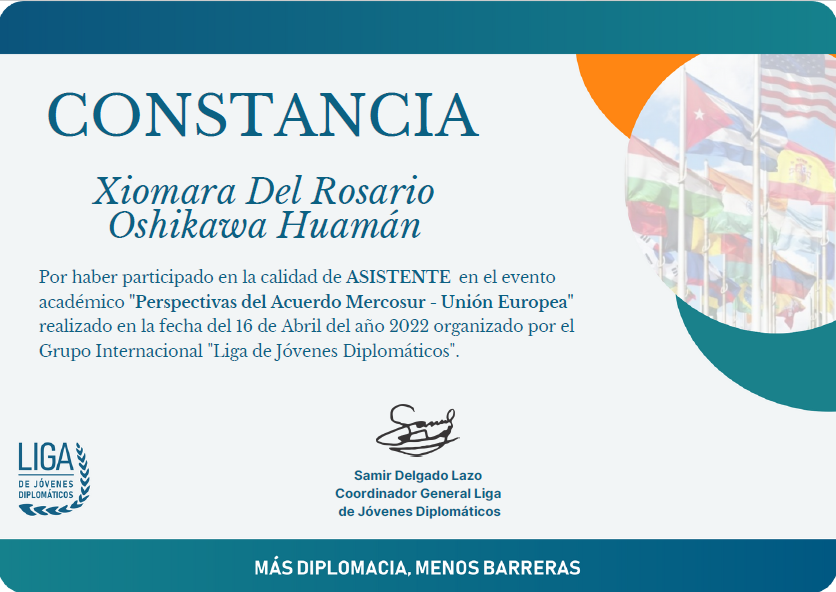 CONSTANCIA
Xiomara Del Rosario
Oshikawa Huamán
Por haber participado en la calidad de ASISTENTE en el evento
académico "Perspectivas del Acuerdo Mercosur - Unión Europea"
realizado en la fecha del 16 de Abril del año 2022 organizado por el
Grupo Internacional "Liga de Jóvenes Diplomáticos".
Samuel
Samir Delgado Lazo
Coordinador General Liga
de Jóvenes Diplomáticos
LIGA
DE JÓVENES
DIPLOMÁTICOS
MÁS DIPLOMACIA, MENOS BARRERAS